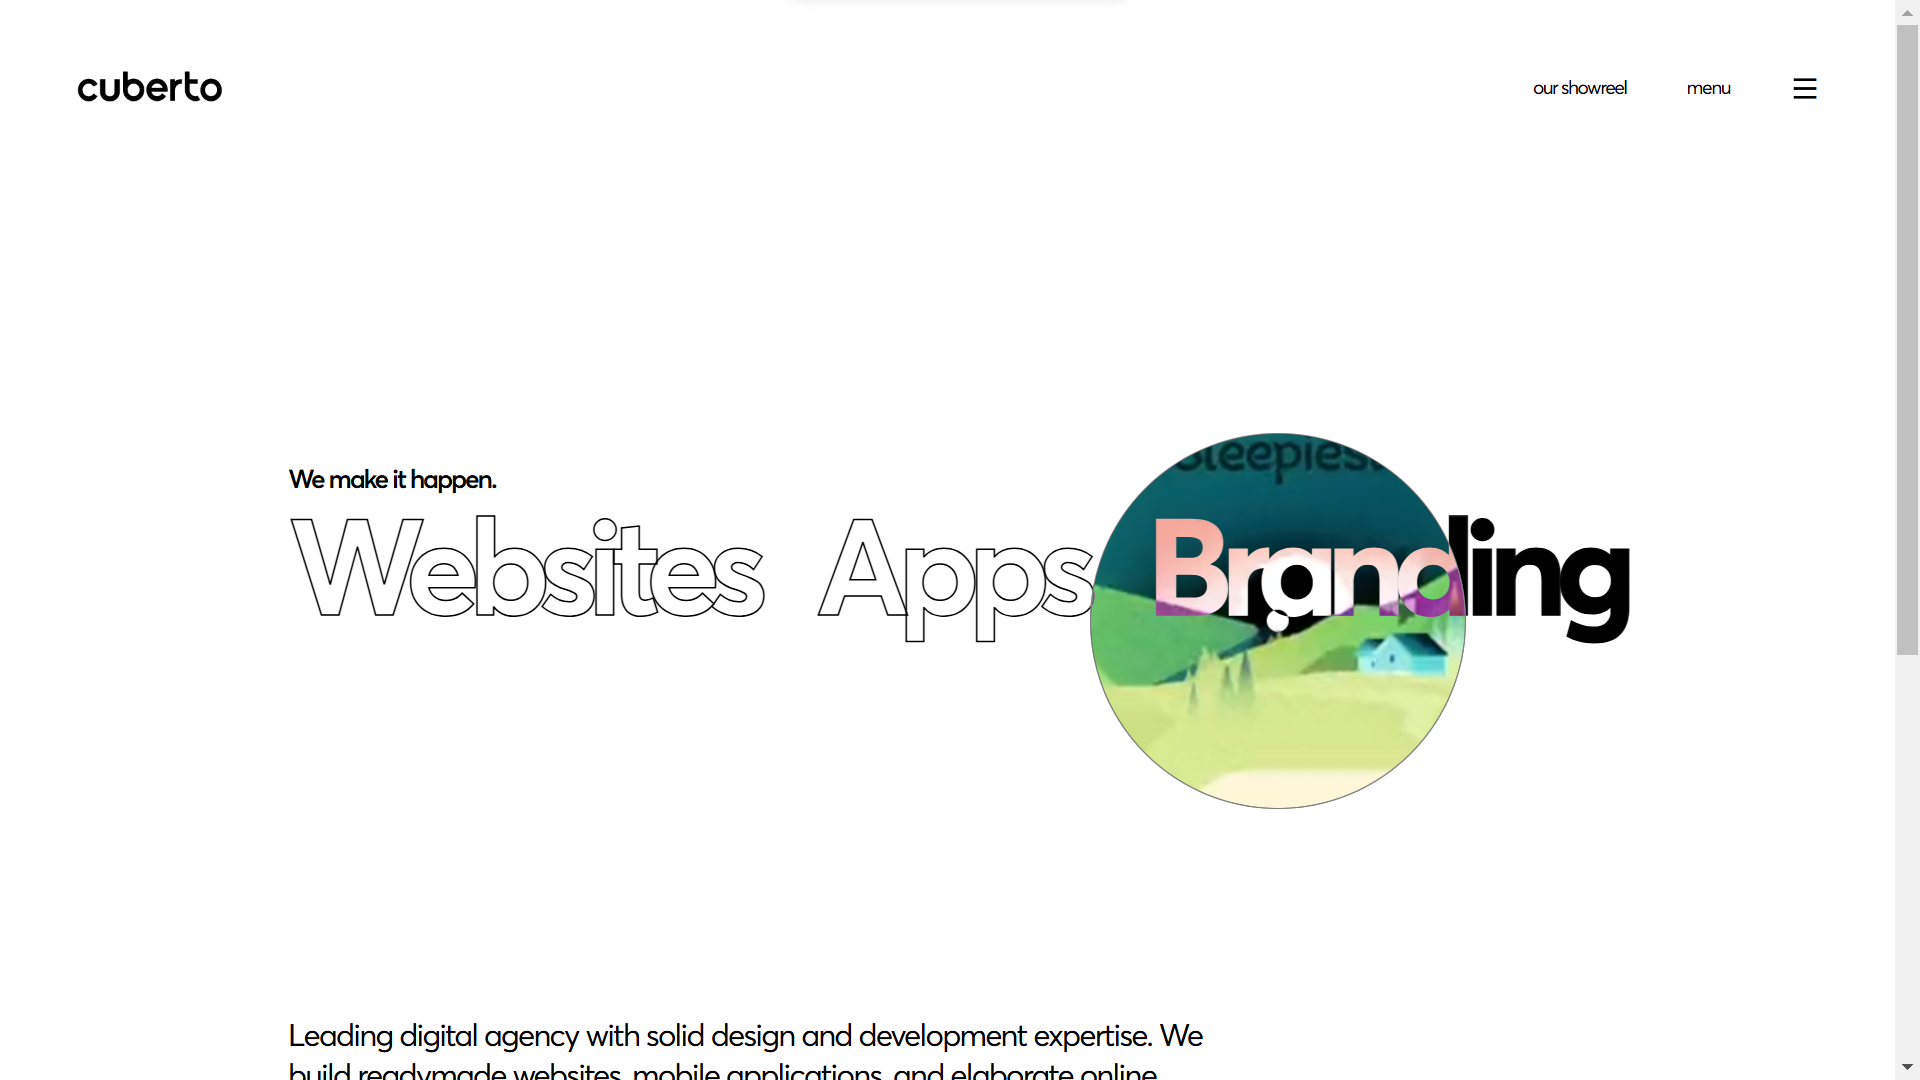 cuberto
our showreel menu
Sleepless
We make it happen.
Websites Apps Branding
Leading digital agency with solid design and development expertise. We
build readymade websites, mobile applications, and elaborate online